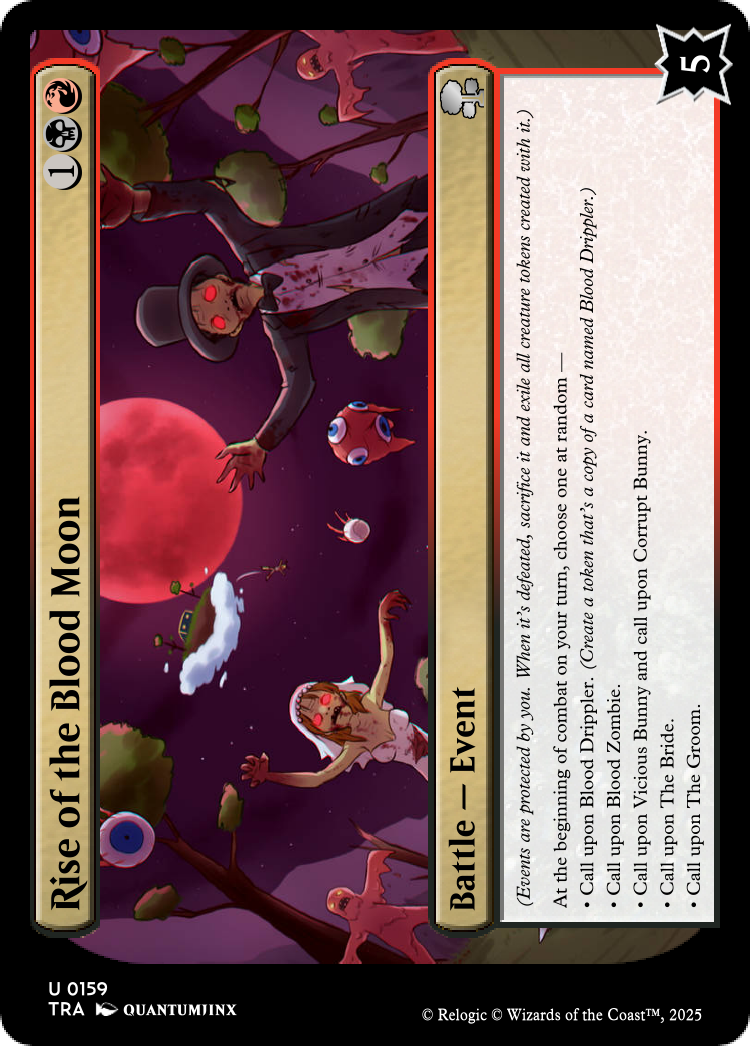 Rise of the Blood Moon
1
Battle — Event
(Events are protected by you. When it's defeated, sacrifice it and exile all creature tokens created with it.)
At the beginning of combat on your turn, choose one at random —
• Call upon Blood Drippler. (Create a token that's a copy of a card named Blood Drippler.)
• Call upon Blood Zombie.
• Call upon Vicious Bunny and call upon Corrupt Bunny.
• Call upon The Bride.
• Call upon The Groom.
5
U 0159
TRA QUANTUMJINX
© Relogic © Wizards of the Coast™, 2025